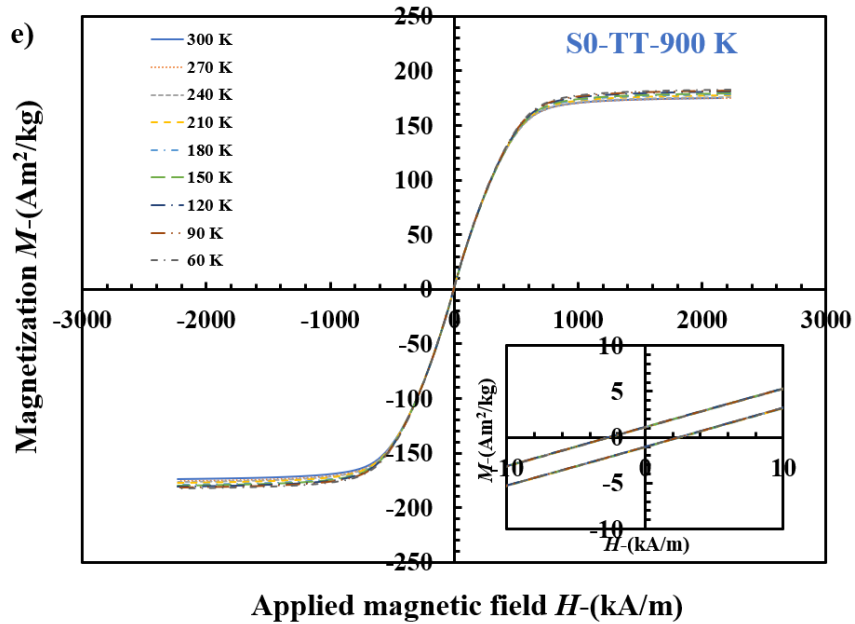 e)
S0-TT-900 K
300 K
270 K
240 K
210 K
180 K
150 K
120 K
90 K
60 K
Magnetization M-(Am²/kg)
250
200
150
100
50
0
-50
-100
-150
-200
-250
-3000 -2000 -1000 0 1000 2000 3000
Applied magnetic field H-(kA/m)
M-(Am²/kg)
10
5
0
-5
-10
-10 0 10
H-(kA/m)